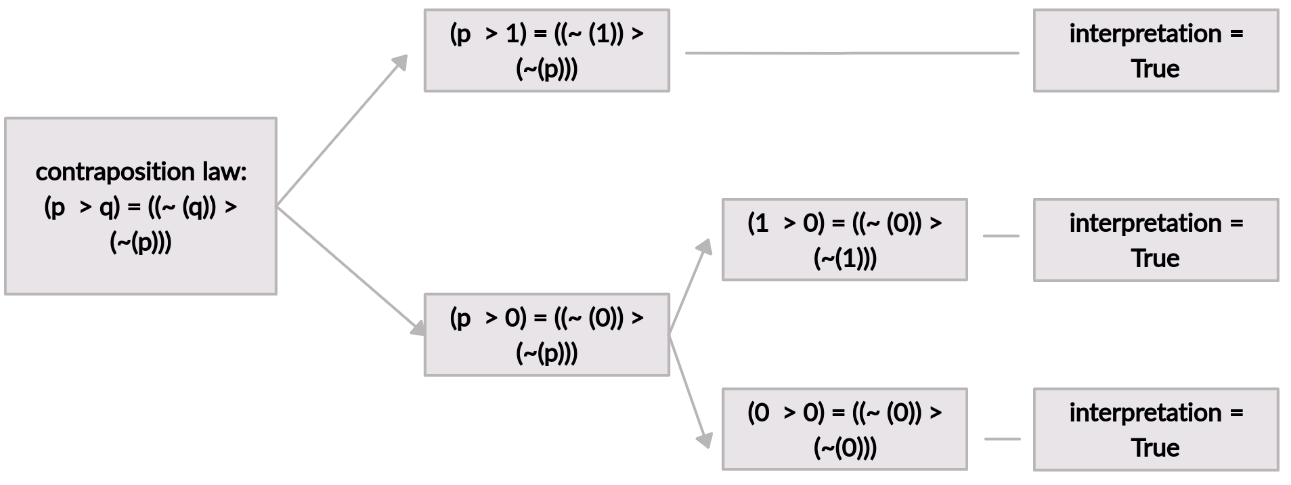 (p > 1) = ((~ (1)) >
(~(p)))
interpretation =
True
contraposition law:
(p > q) = ((~ (q)) >
(~(p)))
(1 > 0) = ((~ (0)) >
(~(1)))
interpretation =
True
(p > 0) = ((~ (0)) >
(~(p)))
(0 > 0) = ((~ (0)) >
(~(0)))
interpretation =
True